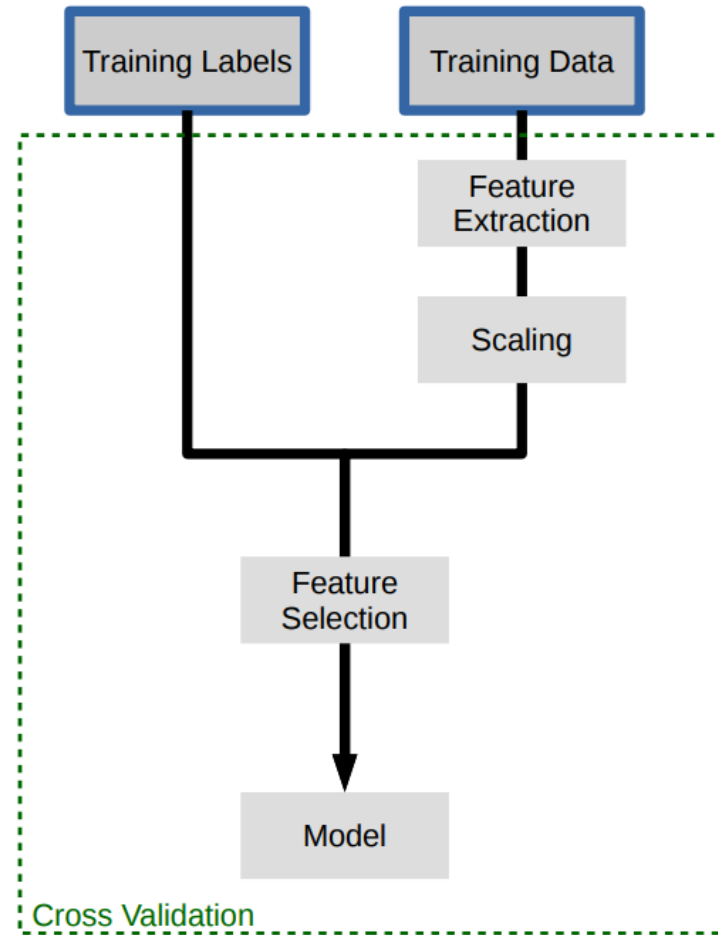 Training Labels
Training Data
Feature
Extraction
Scaling
Feature
Selection
Model
Cross Validation